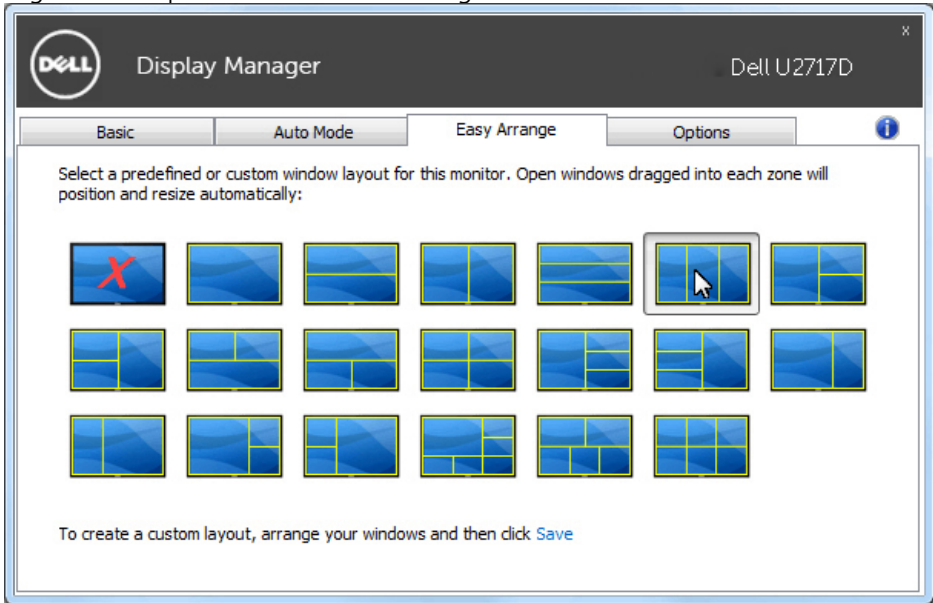 DELL
Display Manager
x
Dell U2717D
Basic
Auto Mode
Easy Arrange
Options
i
Select a predefined or custom window layout for this monitor. Open windows dragged into each zone will
position and resize automatically:
X
To create a custom layout, arrange your windows and then click Save